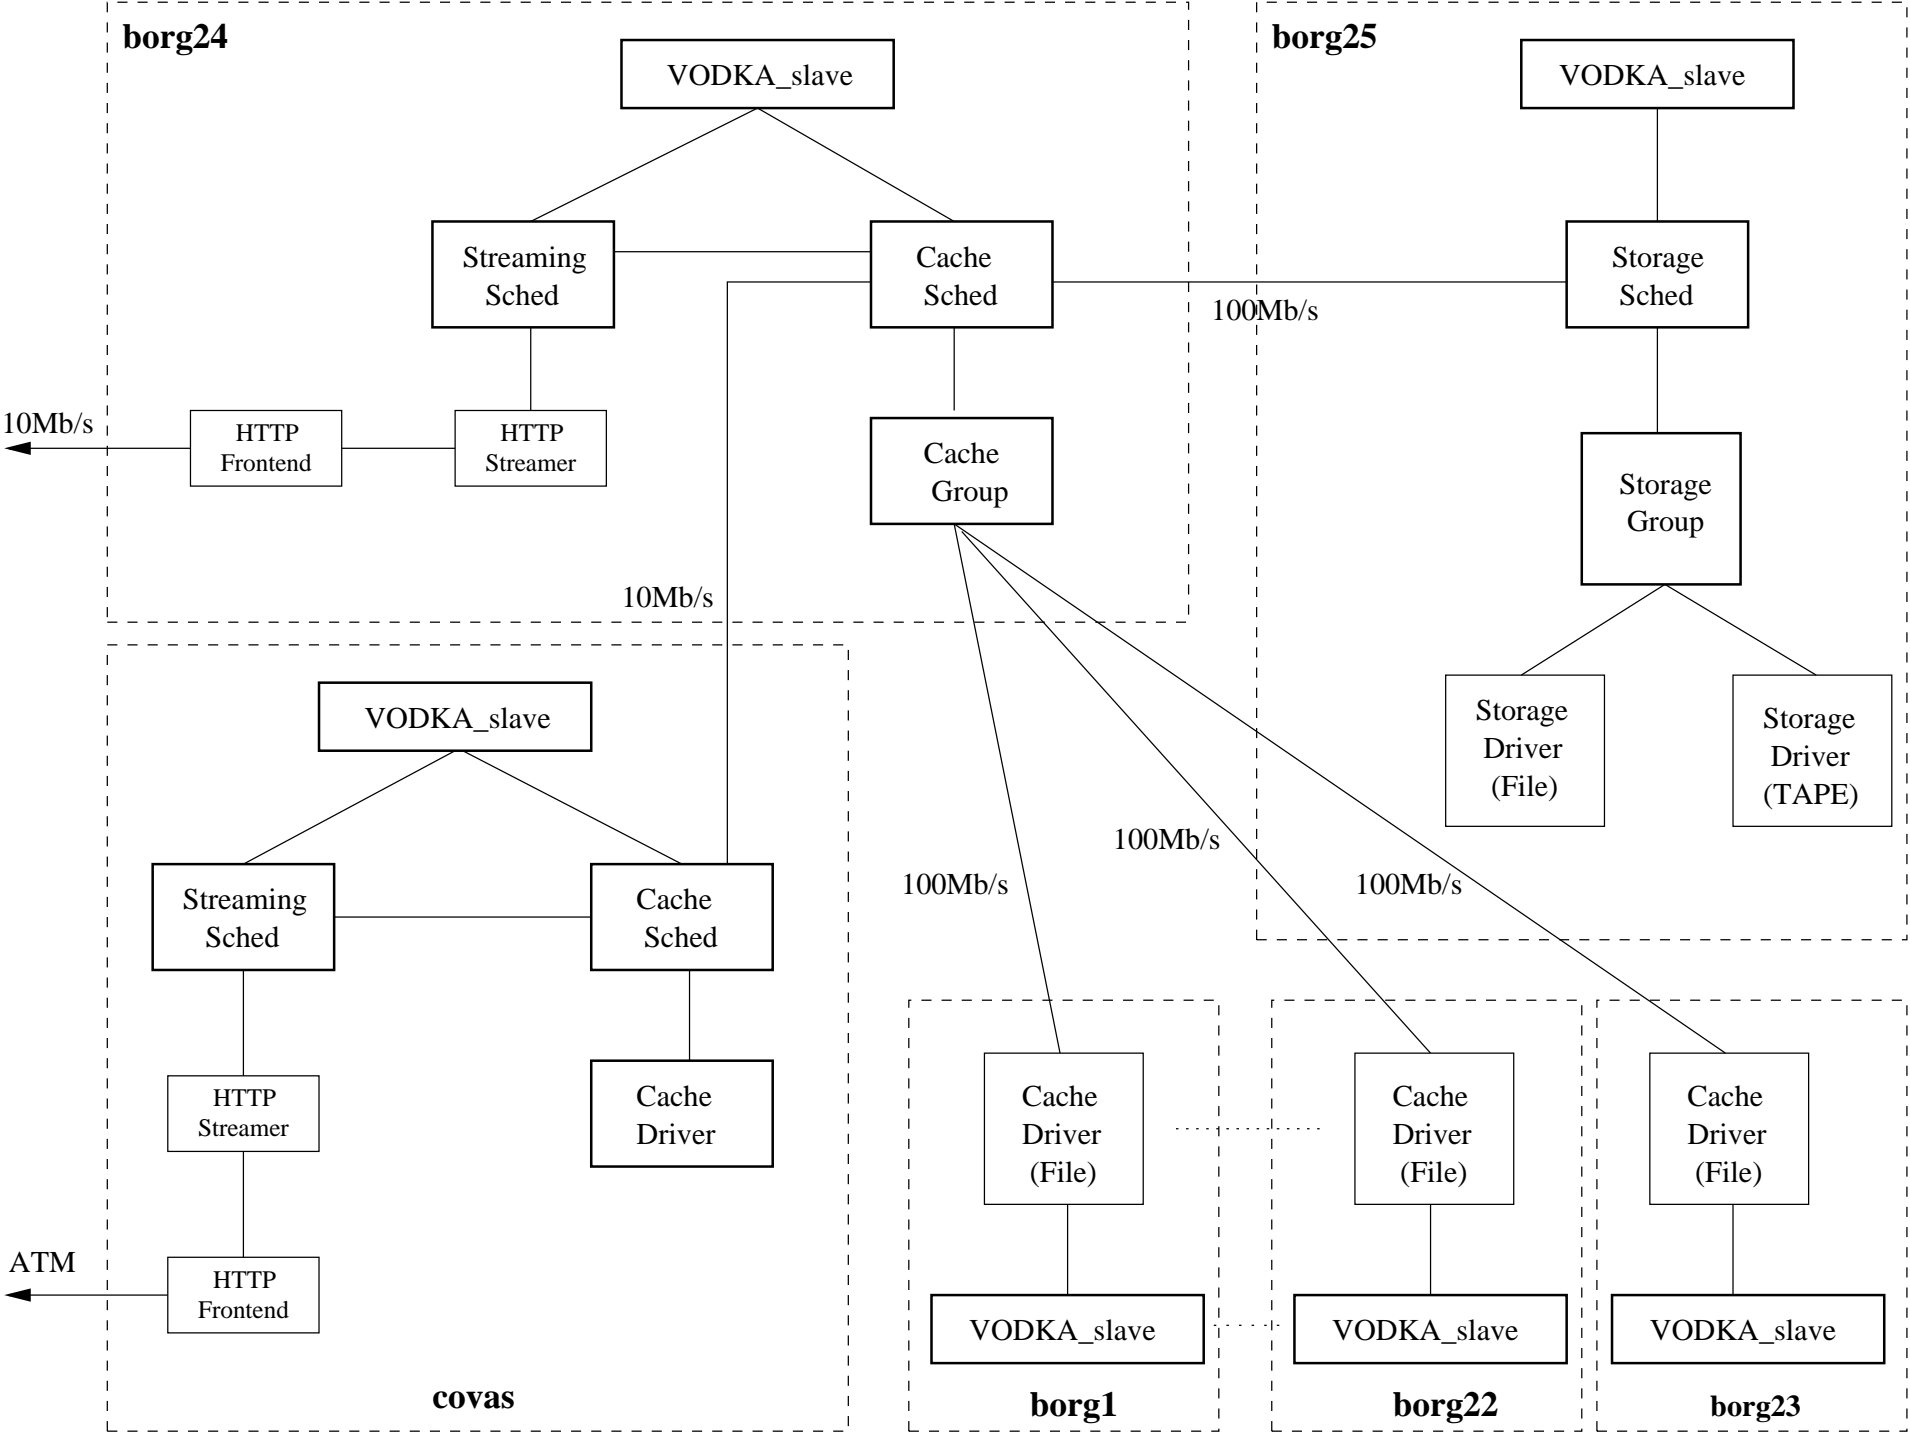 borg24
VODKA_slave
Streaming
Sched
Cache
Sched
10Mb/s
HTTP
Frontend
HTTP
Streamer
Cache
Group
10Mb/s
100Mb/s
borg25
VODKA_slave
Storage
Sched
Storage
Group
Storage
Driver
(File)
Storage
Driver
(TAPE)
VODKA_slave
Streaming
Sched
Cache
Sched
HTTP
Streamer
Cache
Driver
ATM
HTTP
Frontend
covas
100Mb/s
100Mb/s
100Mb/s
Cache
Driver
(File)
VODKA_slave
borg1
Cache
Driver
(File)
VODKA_slave
borg22
Cache
Driver
(File)
VODKA_slave
borg23